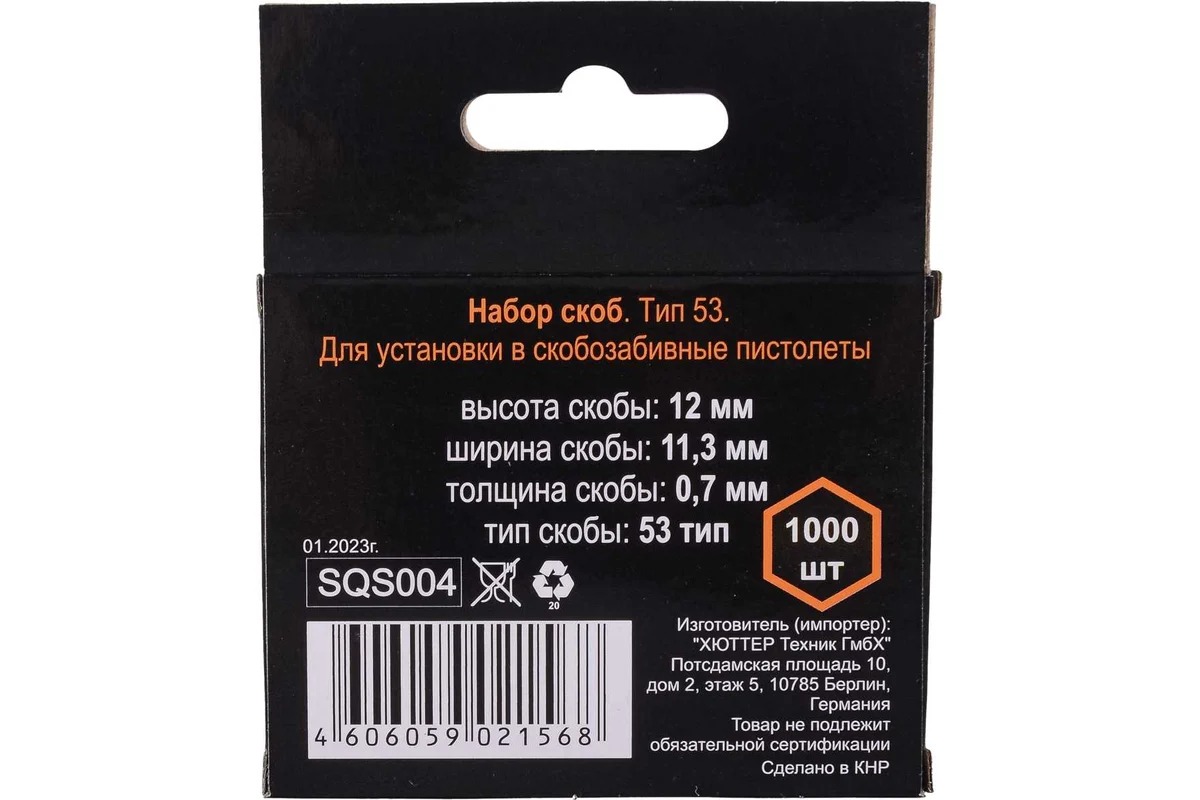 Набор скоб. Тип 53.
Для установки в скобозабивные пистолеты
высота скобы: 12 мм
ширина скобы: 11,3 мм
толщина скобы: 0,7 мм
тип скобы: 53 тип
1000
шт
01.2023г.
SQS004
20
4 606059 021568
Изготовитель (импортер):
"ХЮТТЕР Техник ГмбХ"
Потсдамская площадь 10,
дом 2, этаж 5, 10785 Берлин,
Германия
Товар не подлежит
обязательной сертификации
Сделано в КНР